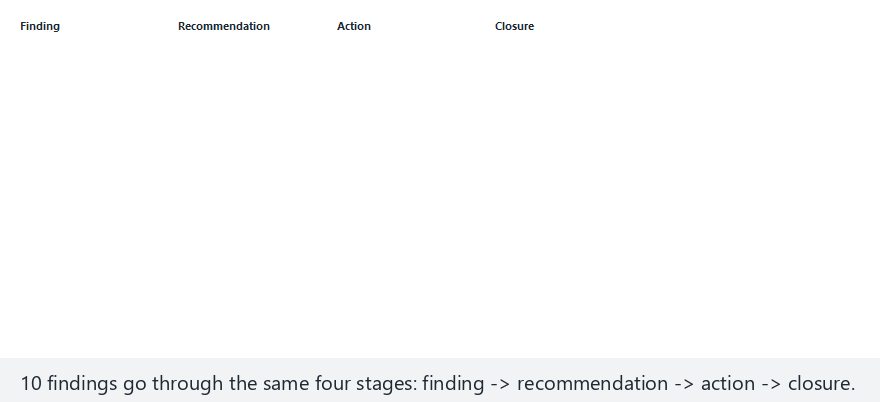 Finding Recommendation Action Closure
10 findings go through the same four stages: finding -> recommendation -> action -> closure.